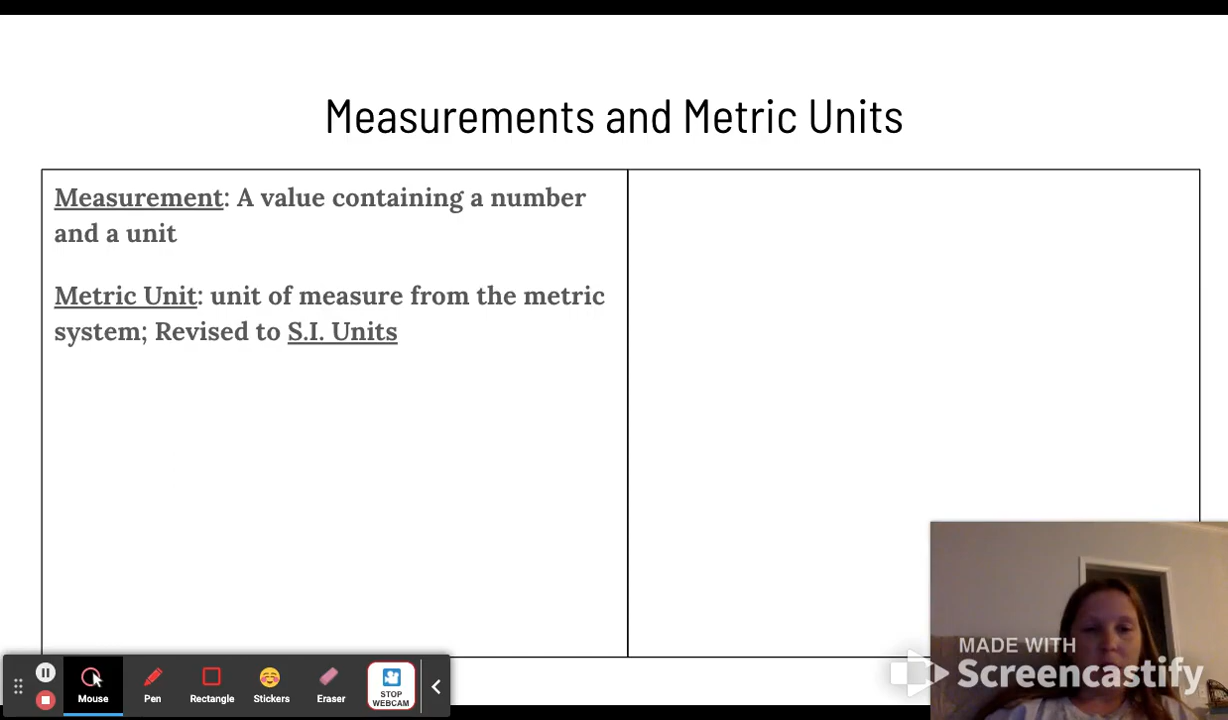 Measurements and Metric Units
Measurement: A value containing a number
and a unit
Metric Unit: unit of measure from the metric
system; Revised to S.I. Units
MADE WITH
Screencastify
Mouse
Pen
Rectangle
Stickers
Eraser
STOP
WEBCAM